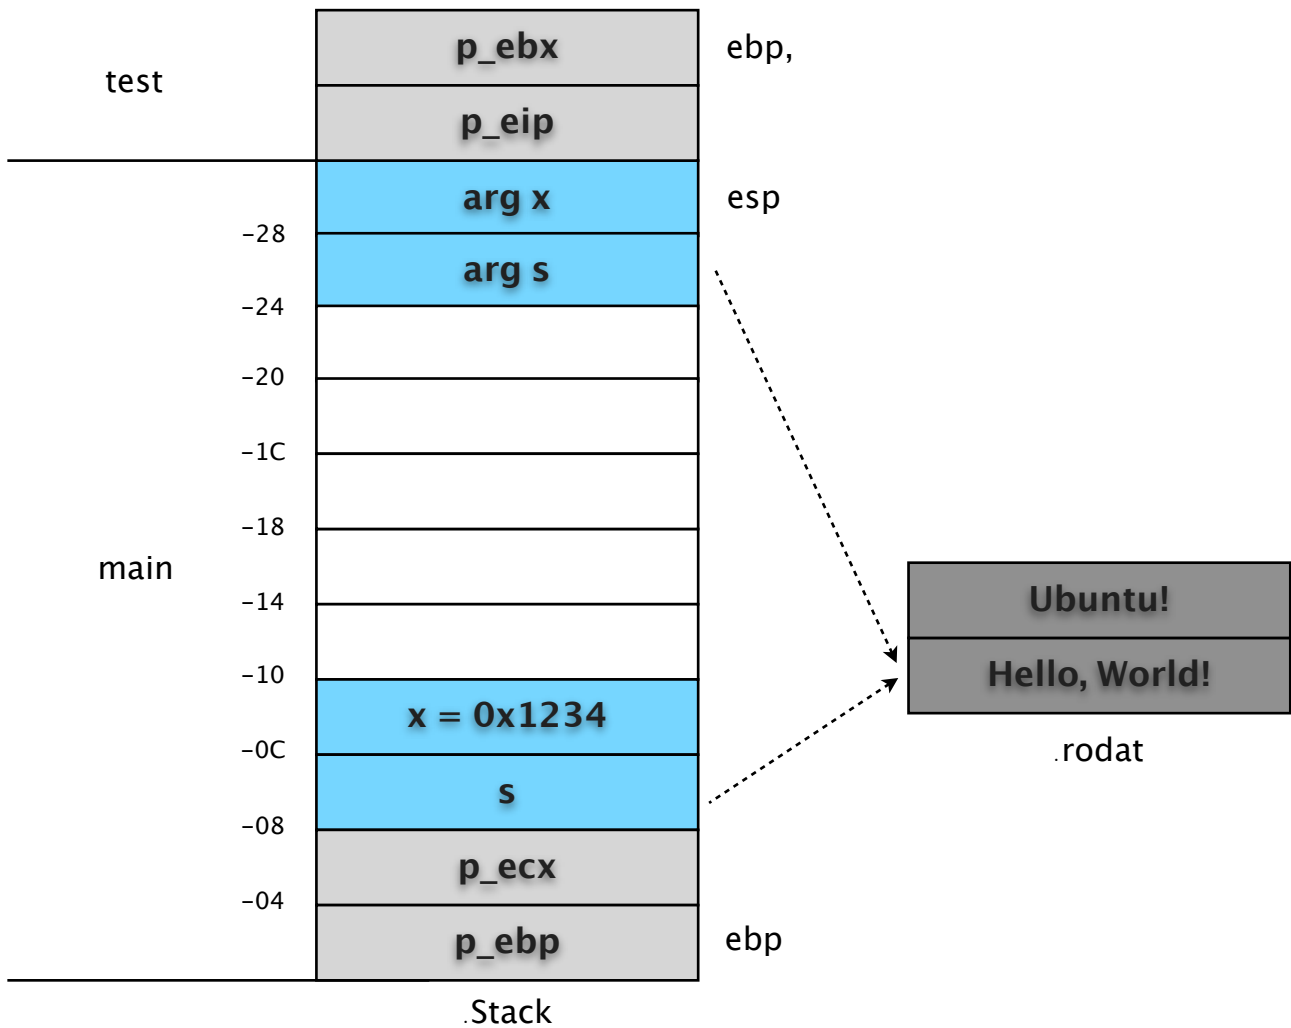 p_ebx
ebp,
test
p_eip
arg x
esp
-28
arg s
-24
-20
-1C
-18
main
-14
Ubuntu!
-10
Hello, World!
x = 0x1234
-0C
.rodat
s
-08
p_ecx
-04
p_ebp
ebp
.Stack